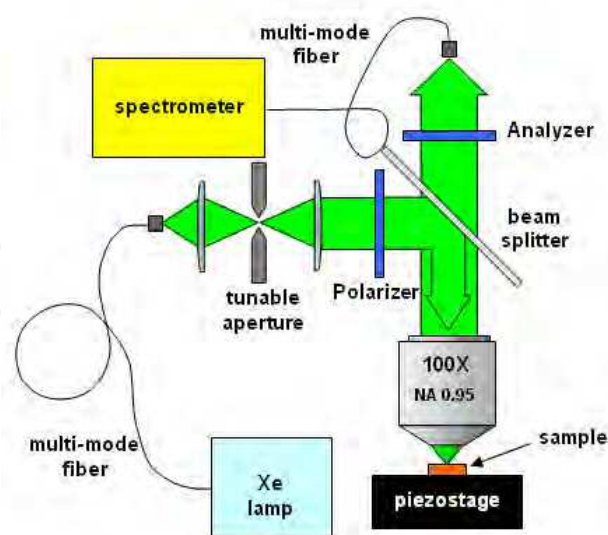 multi-mode
fiber
spectrometer
Analyzer
beam
splitter
tunable
aperture
Polarizer
100X
NA 0.95
sample
multi-mode
fiber
Xe
lamp
piezostage